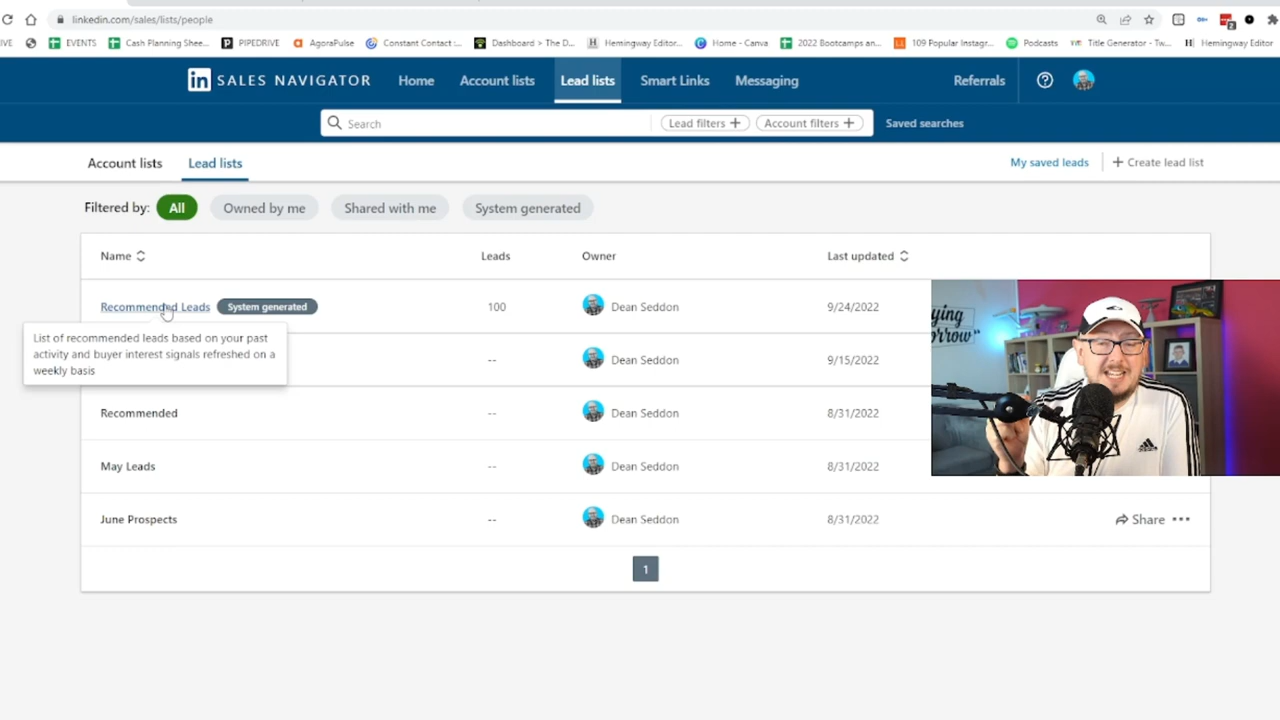 linkedin.com/sales/lists/people
IVE EVENTS Cash Planning Shee... PIPEDRIVE AgoraPulse Constant Contact :... Dashboard > The D... Hemingway Editor... Home - Canva 2022 Bootcamps an... 109 Popular Instagr... Podcasts Title Generator - Tw... Hemingway Editor
in SALES NAVIGATOR Home Account lists Lead lists Smart Links Messaging Referrals
Search Lead filters + Account filters + Saved searches
Account lists Lead lists My saved leads + Create lead list
Filtered by: All Owned by me Shared with me System generated
Name Leads Owner Last updated
Recommended Leads System generated 100 Dean Seddon 9/24/2022
List of recommended leads based on your past
activity and buyer interest signals refreshed on a
weekly basis
-- Dean Seddon 9/15/2022
Recommended -- Dean Seddon 8/31/2022
May Leads -- Dean Seddon 8/31/2022
June Prospects -- Dean Seddon 8/31/2022 Share •••
1
ying
orrow"
adidas